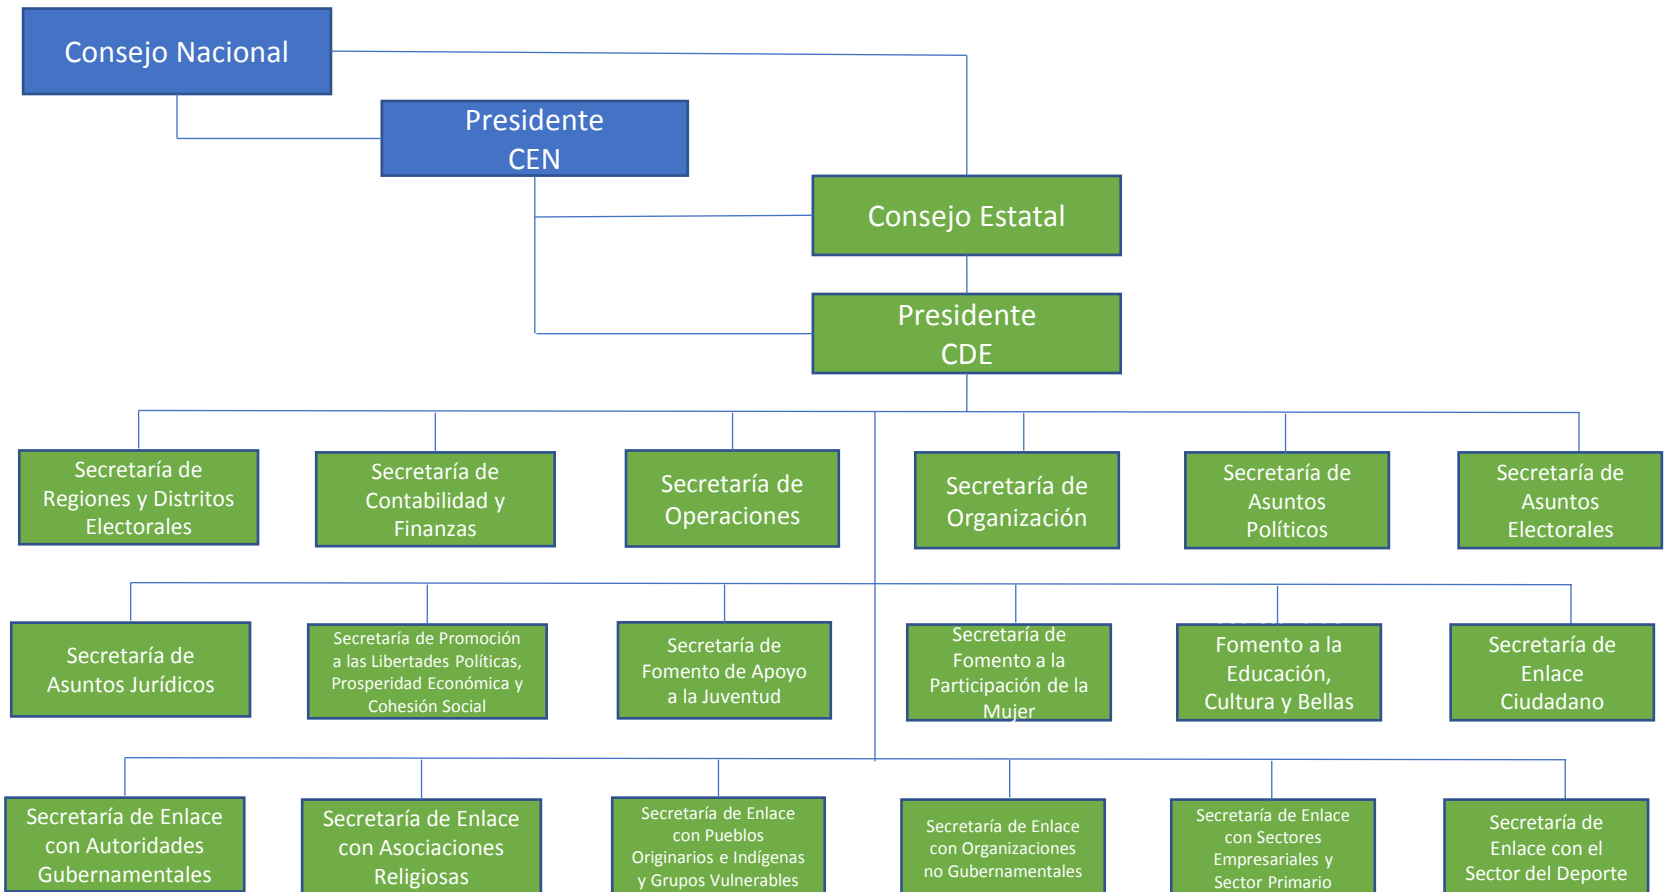 Consejo Nacional
Presidente
CEN
Consejo Estatal
Presidente
CDE
Secretaría de
Regiones y Distritos
Electorales
Secretaría de
Contabilidad y
Finanzas
Secretaría de
Operaciones
Secretaría de
Organización
Secretaría de
Asuntos
Políticos
Secretaría de
Asuntos
Electorales
Secretaría de
Asuntos Jurídicos
Secretaría de Promoción
a las Libertades Políticas,
Prosperidad Económica y
Cohesión Social
Secretaría de
Fomento de Apoyo
a la Juventud
Secretaría de
Fomento a la
Participación de la
Mujer
Fomento a la
Educación,
Cultura y Bellas
Secretaría de
Enlace
Ciudadano
Secretaría de Enlace
con Autoridades
Gubernamentales
Secretaría de Enlace
con Asociaciones
Religiosas
Secretaría de Enlace
con Pueblos
Originarios e Indígenas
y Grupos Vulnerables
Secretaría de Enlace
con Organizaciones
no Gubernamentales
Secretaría de Enlace
con Sectores
Empresariales y
Sector Primario
Secretaría de
Enlace con el
Sector del Deporte